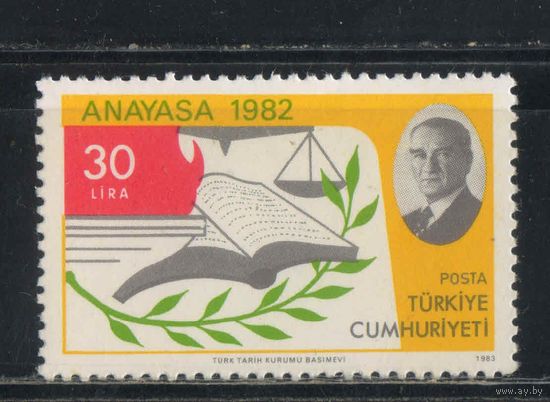 ANAYASA 1982
30
LİRA
POSTA
TÜRKİYE
CUMHURİYETİ
TÜRK TARİH KURUMU BASIMEVİ
1983
www.ay.by